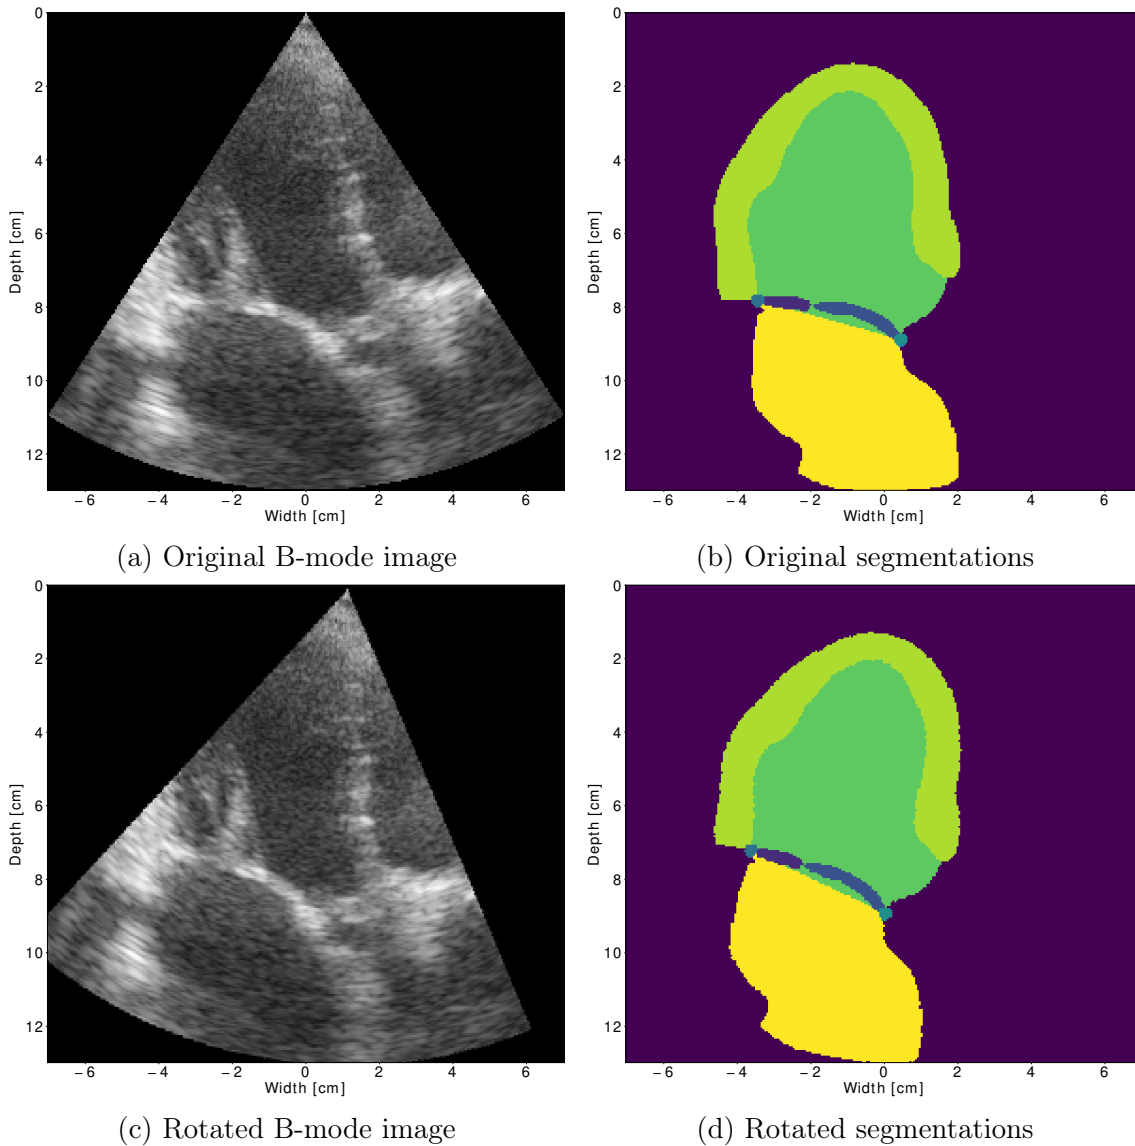 0
2
4
6
8
10
12
Depth [cm]
−6 −4 −2 0 2 4 6
Width [cm]
(a) Original B-mode image
0
2
4
6
8
10
12
Depth [cm]
−6 −4 −2 0 2 4 6
Width [cm]
(b) Original segmentations
0
2
4
6
8
10
12
Depth [cm]
−6 −4 −2 0 2 4 6
Width [cm]
(c) Rotated B-mode image
0
2
4
6
8
10
12
Depth [cm]
−6 −4 −2 0 2 4 6
Width [cm]
(d) Rotated segmentations